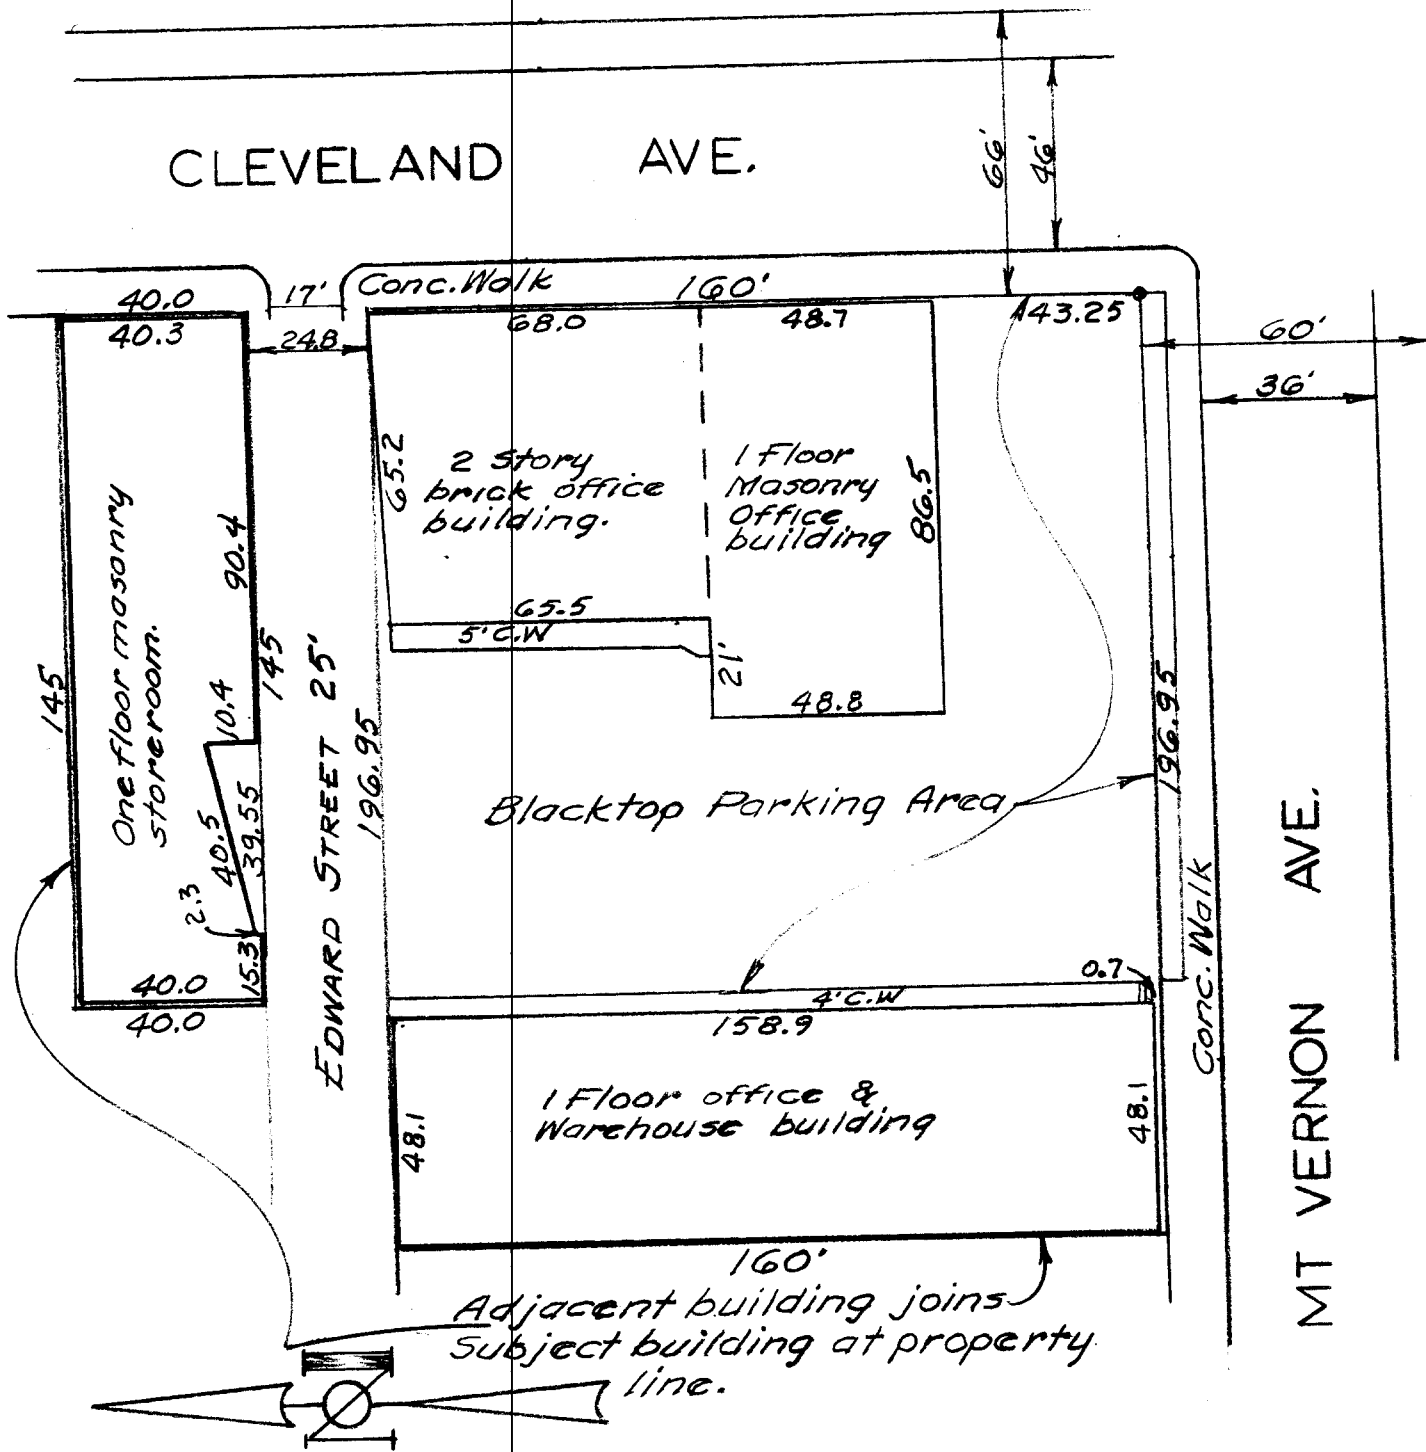 CLEVELAND AVE.
66'
46'
Conc. Walk
160'
40.0
17'
40.3
24.8
68.0
48.7
43.25
60'
36'
65.2
2 Story
brick office
building.
1 Floor
Masonry
Office
building
86.5
One floor masonry
storeroom.
90.4
145
145
10.4
40.5
39.55
2.3
15.3
40.0
40.0
EDWARD STREET 25'
196.95
65.5
5' C.W
21'
48.8
196.95
Blacktop Parking Area
Conc. Walk
MT VERNON AVE.
0.7
4' C.W
158.9
48.1
1 Floor office &
Warehouse building
48.1
160'
Adjacent building joins
Subject building at property
line.